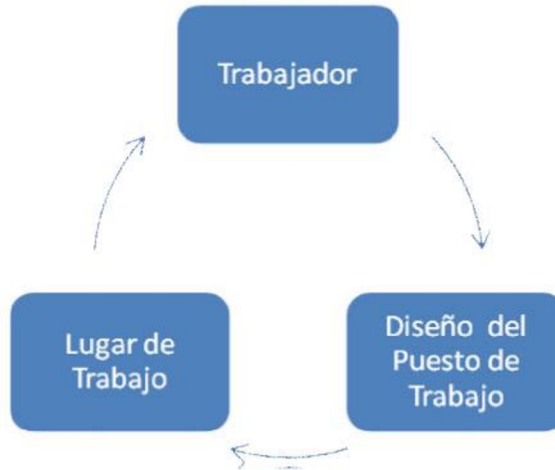 Trabajador
Lugar de
Trabajo
Diseño del
Puesto de
Trabajo